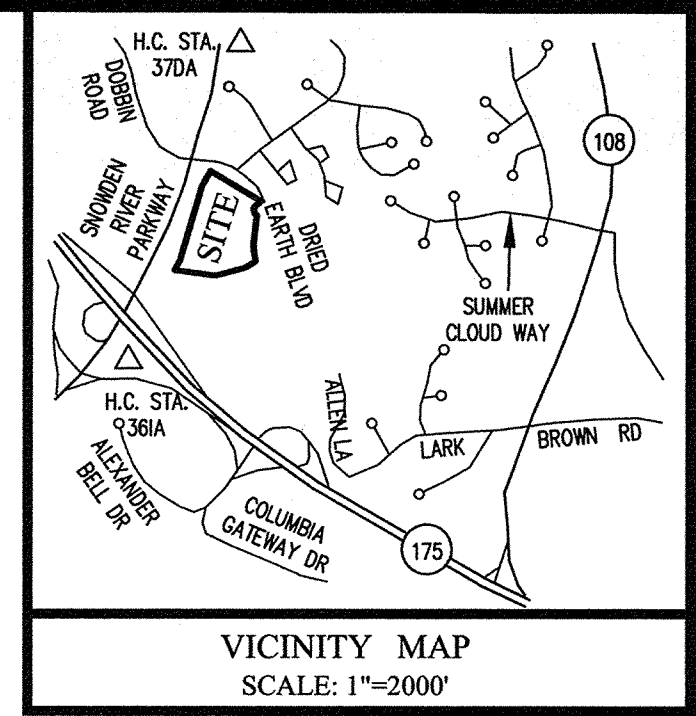 H.C. STA.
37DA
DOBBIN
ROAD
108
SNOWDEN
RIVER
PARKWAY
SITE
DRIED
EARTH BLVD
SUMMER
CLOUD WAY
H.C. STA.
361A
ALLEN LA
LARK
BROWN RD
ALEXANDER
BELL DR
COLUMBIA
GATEWAY DR
175
VICINITY MAP
SCALE: 1"=2000'